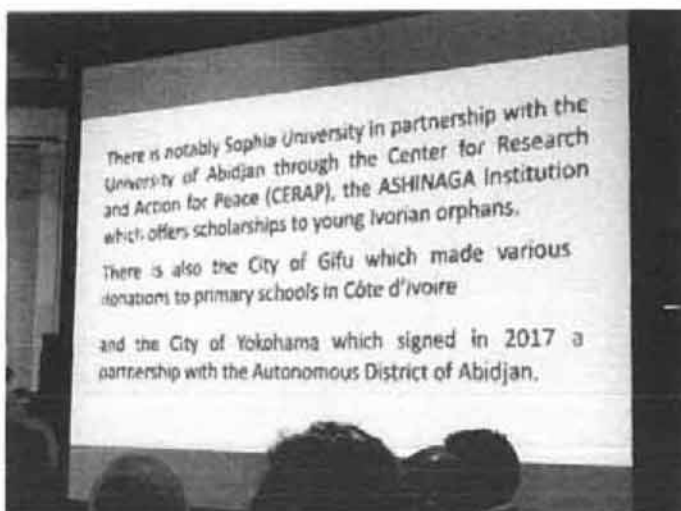 There is notably Sophia University in partnership with the
University of Abidjan through the Center for Research
and Action for Peace (CERAP), the ASHINAGA Institution
which offers scholarships to young Ivorian orphans.
There is also the City of Gifu which made various
donations to primary schools in Côte d'ivoire
and the City of Yokohama which signed in 2017 a
partnership with the Autonomous District of Abidjan.